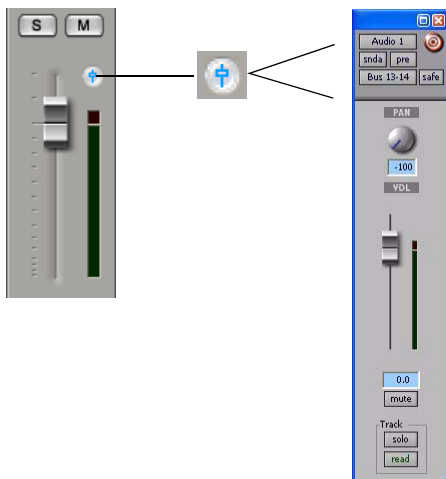 S M
Audio 1
snda pre
Bus 13-14 safe
PAN
-100
VOL
0.0
mute
Track
solo
read